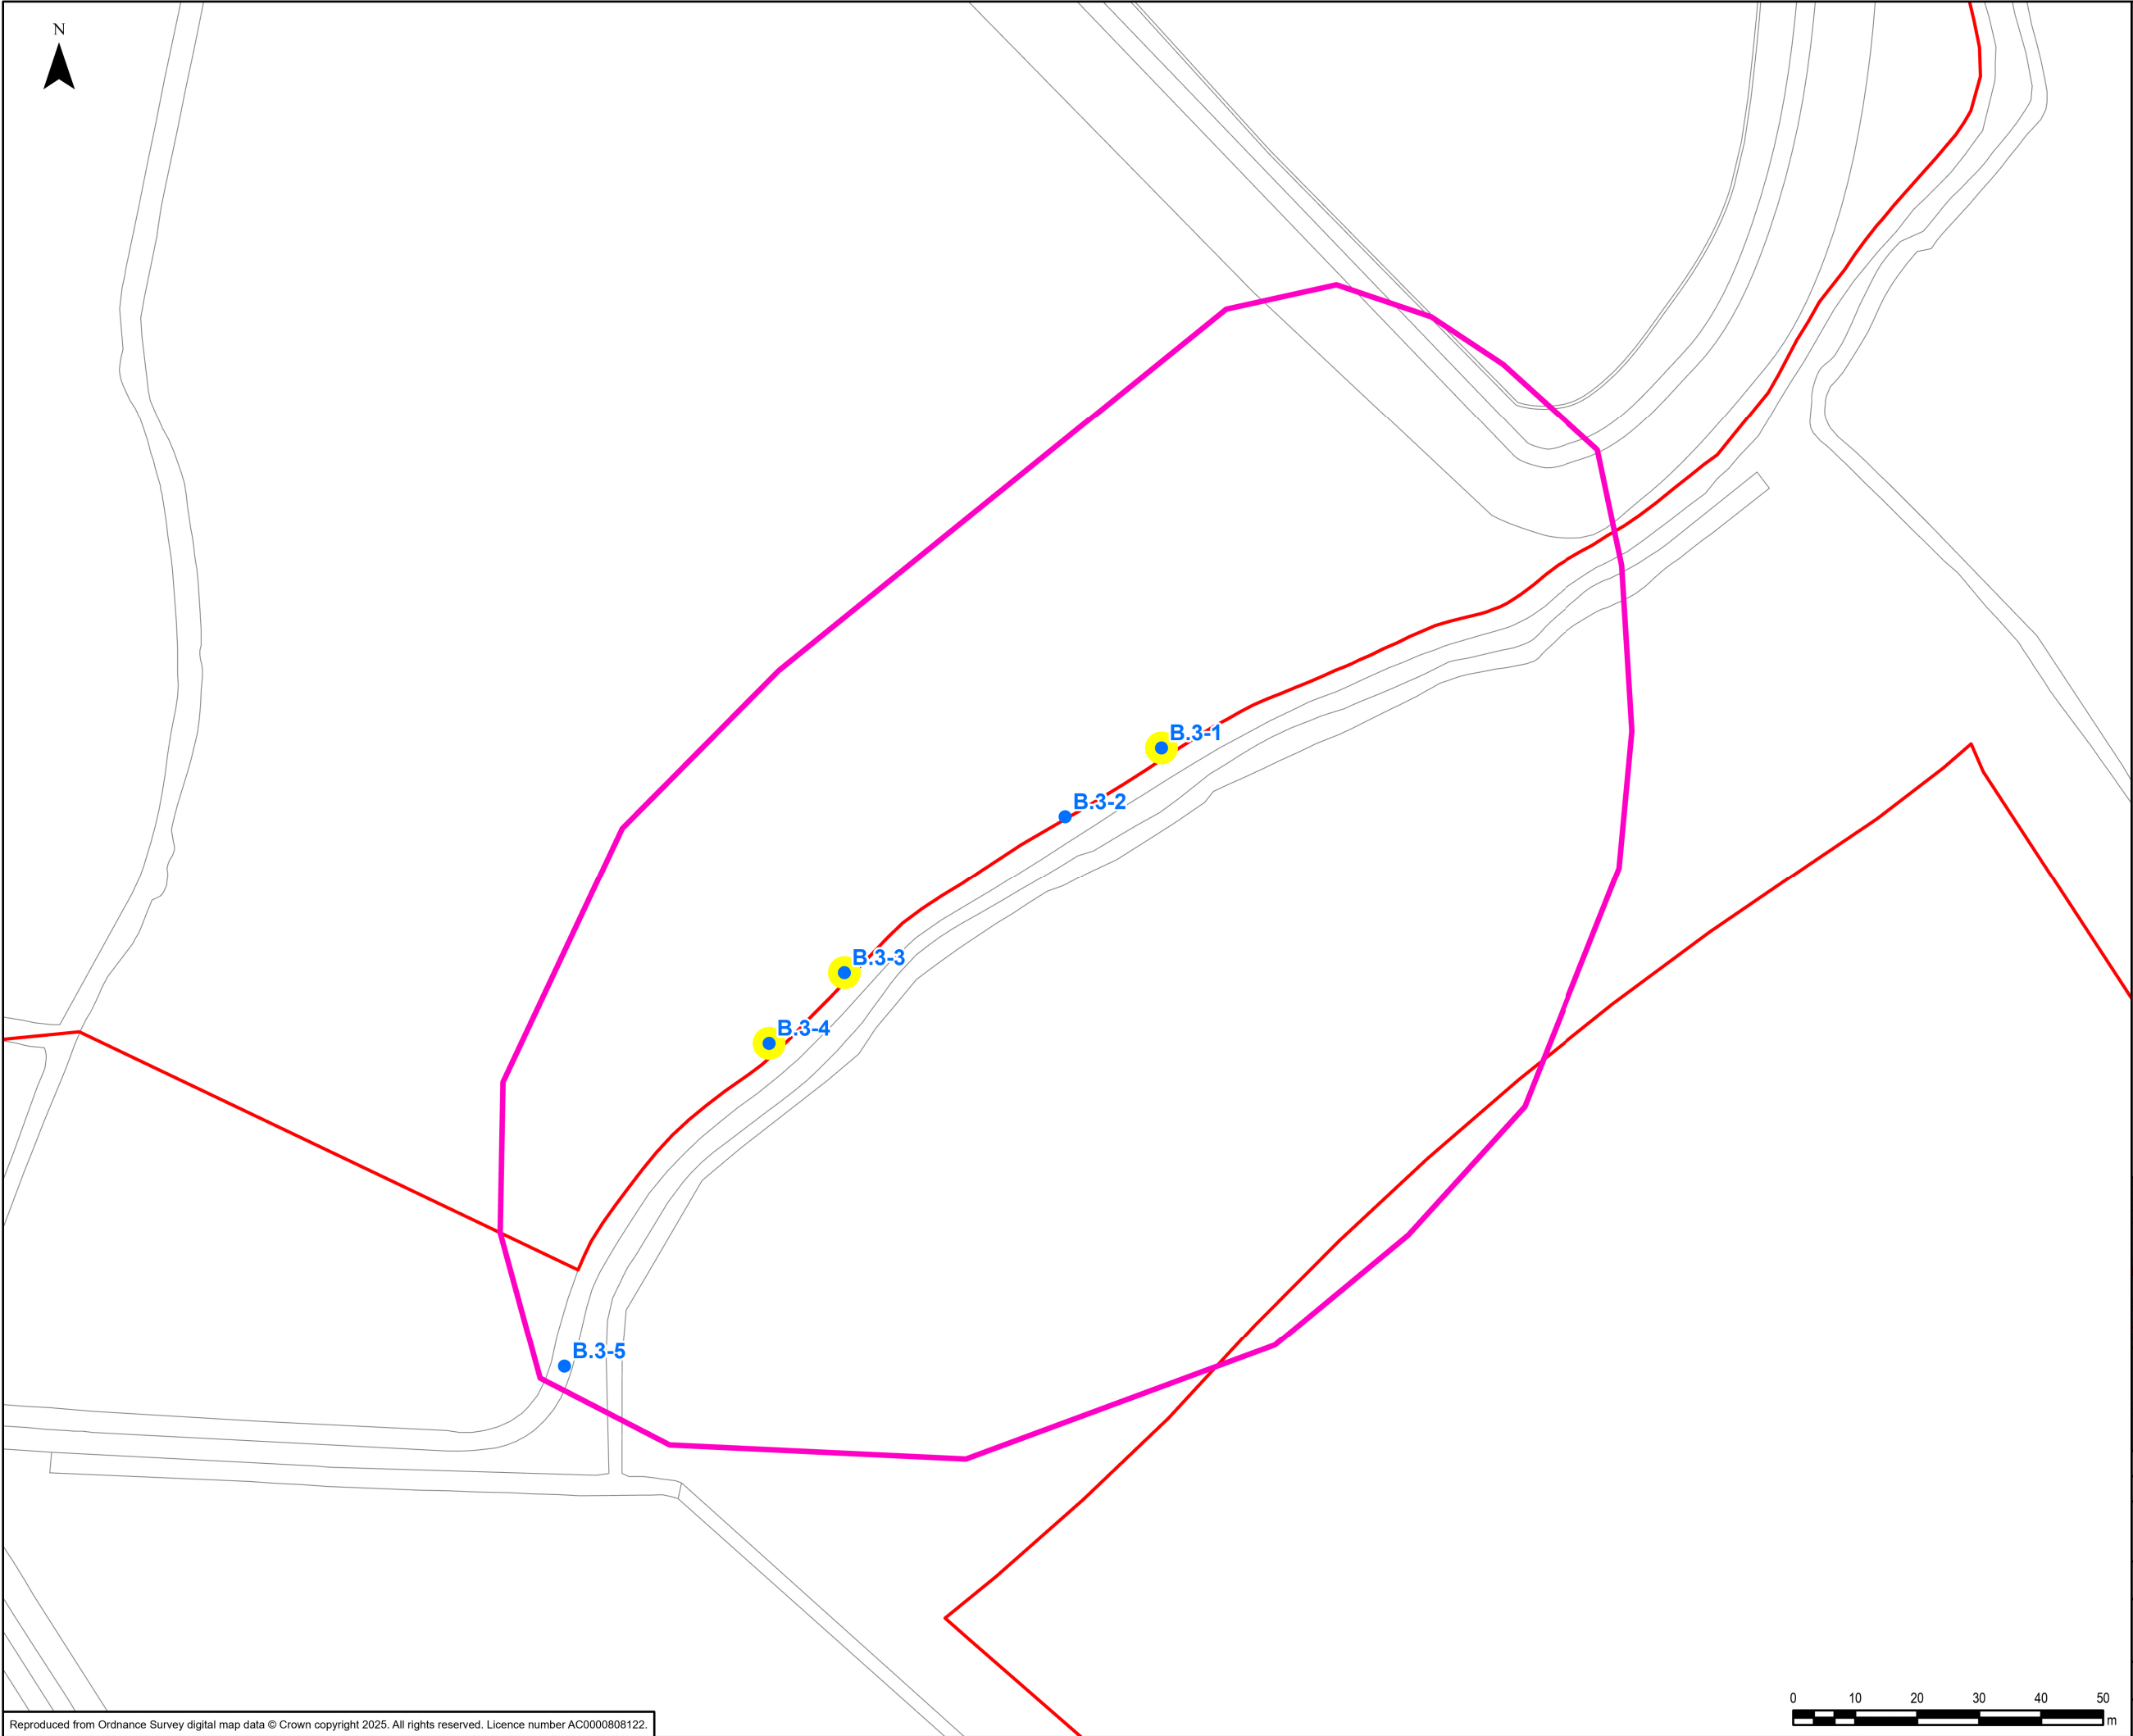 N
B.3-1
B.3-2
B.3-3
B.3-4
B.3-5
0 10 20 30 40 50
m
Reproduced from Ordnance Survey digital map data © Crown copyright 2025. All rights reserved. Licence number AC0000808122.